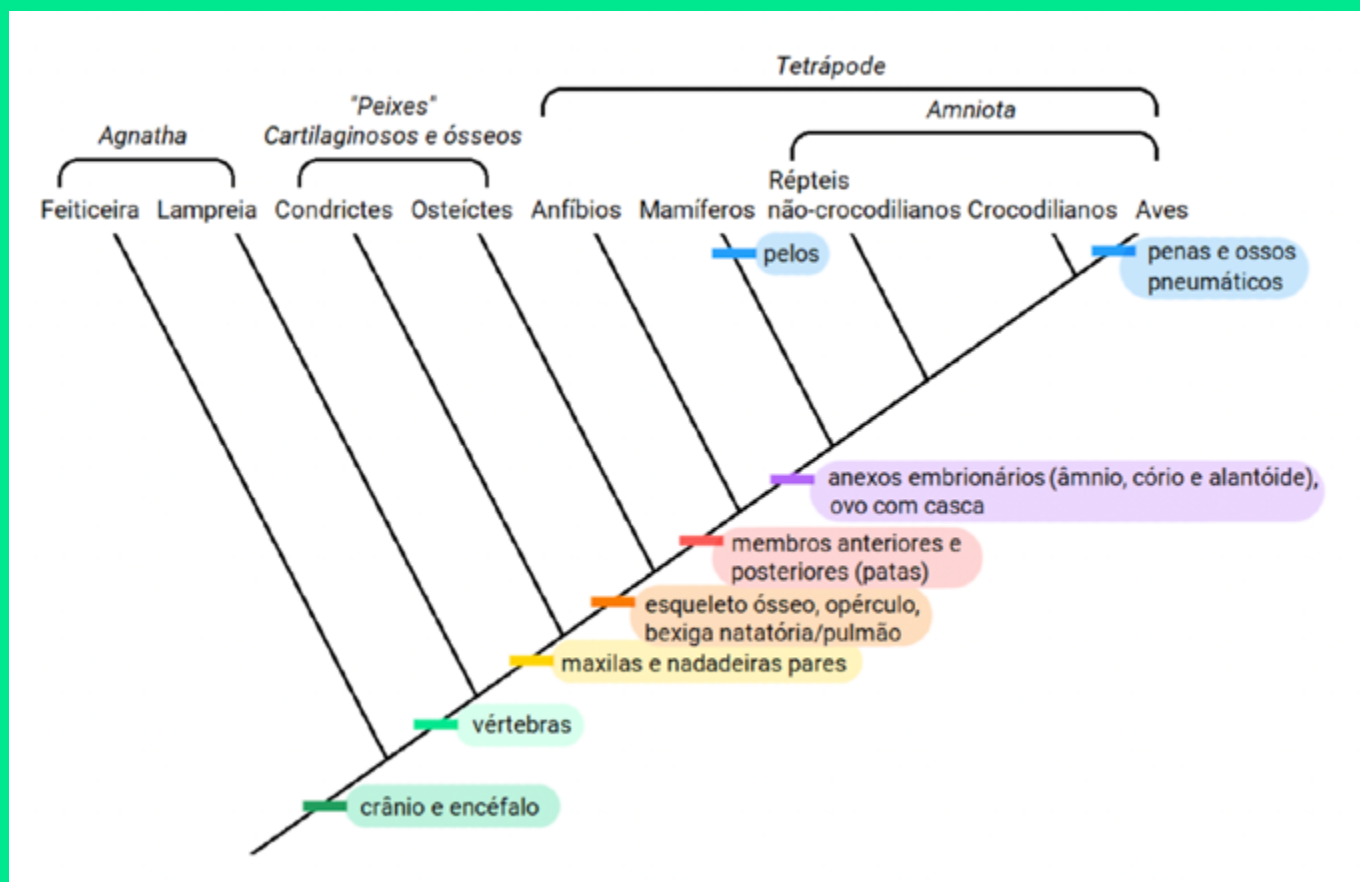 Tetrápode
Amniota
"Peixes"
Cartilaginosos e ósseos
Agnatha
Feiticeira
Lampreia
Condrictes
Osteíctes
Anfíbios
Mamíferos
Répteis
não-crocodilianos
Crocodilianos
Aves
pelos
penas e ossos
pneumáticos
anexos embrionários (âmnio, cório e alantóide),
ovo com casca
membros anteriores e
posteriores (patas)
esqueleto ósseo, opérculo,
bexiga natatória/pulmão
maxilas e nadadeiras pares
vértebras
crânio e encéfalo